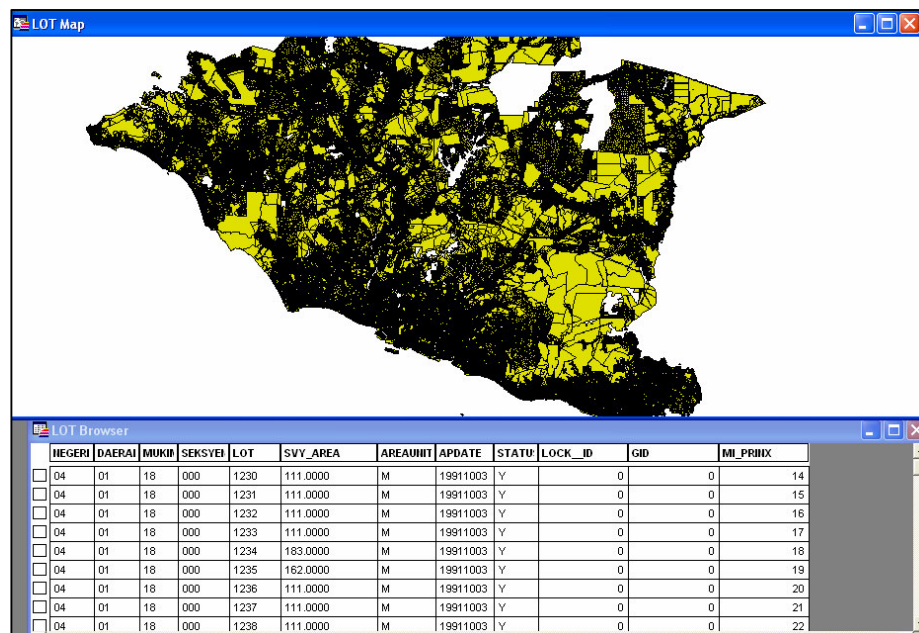 LOT Map
LOT Browser
NEGERI DAERAI MUKIN SEKSYEN LOT SVY_AREA AREAUNIT APDATE STATUS LOCK__ID GID MI_PRINX
04 01 18 000 1230 111.0000 M 19911003 Y 0 0 14
04 01 18 000 1231 111.0000 M 19911003 Y 0 0 15
04 01 18 000 1232 111.0000 M 19911003 Y 0 0 16
04 01 18 000 1233 111.0000 M 19911003 Y 0 0 17
04 01 18 000 1234 183.0000 M 19911003 Y 0 0 18
04 01 18 000 1235 162.0000 M 19911003 Y 0 0 19
04 01 18 000 1236 111.0000 M 19911003 Y 0 0 20
04 01 18 000 1237 111.0000 M 19911003 Y 0 0 21
04 01 18 000 1238 111.0000 M 19911003 Y 0 0 22